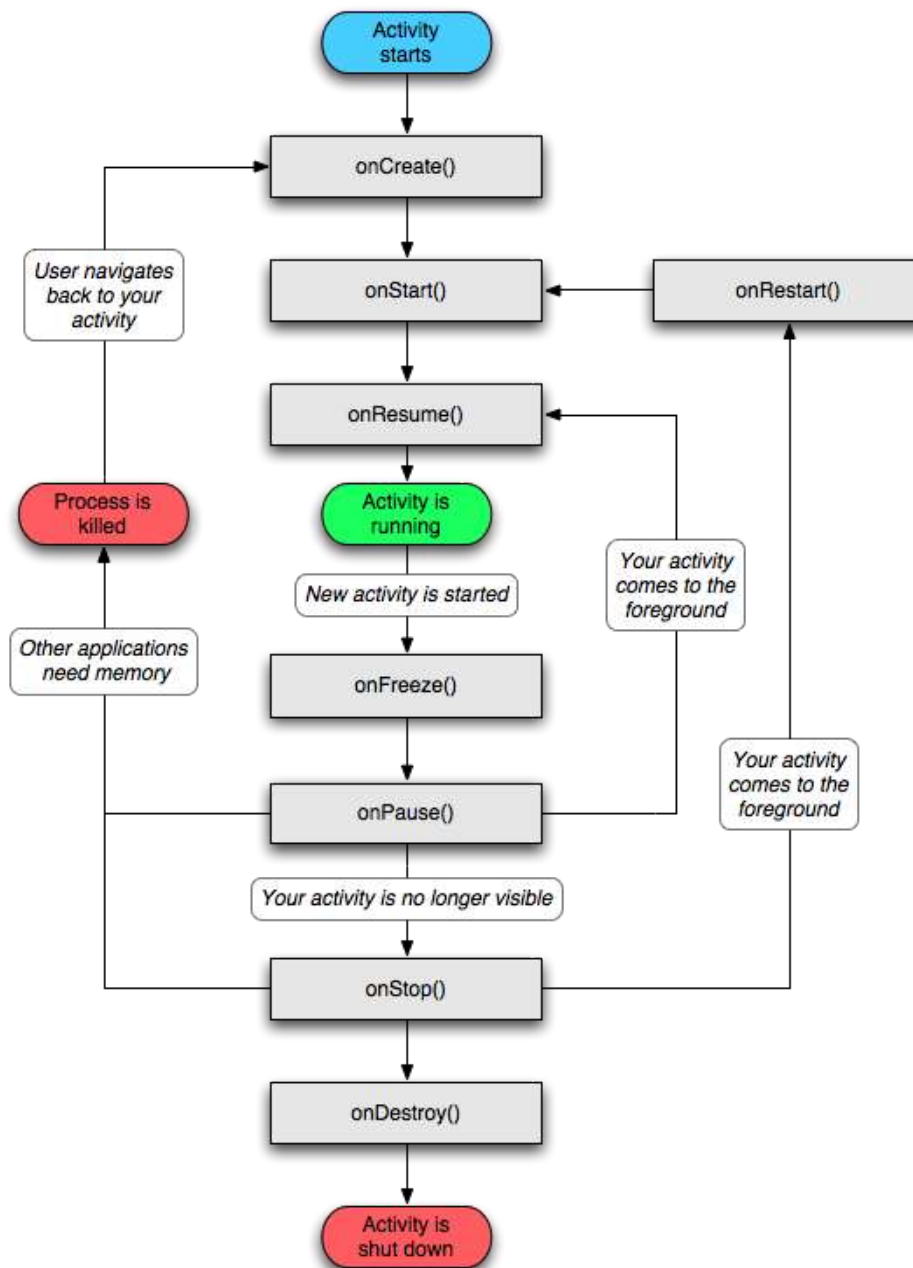 Activity
starts
onCreate()
User navigates
back to your
activity
onStart()
onRestart()
onResume()
Process is
killed
Activity is
running
Your activity
comes to the
foreground
New activity is started
Other applications
need memory
onFreeze()
Your activity
comes to the
foreground
onPause()
Your activity is no longer visible
onStop()
onDestroy()
Activity is
shut down